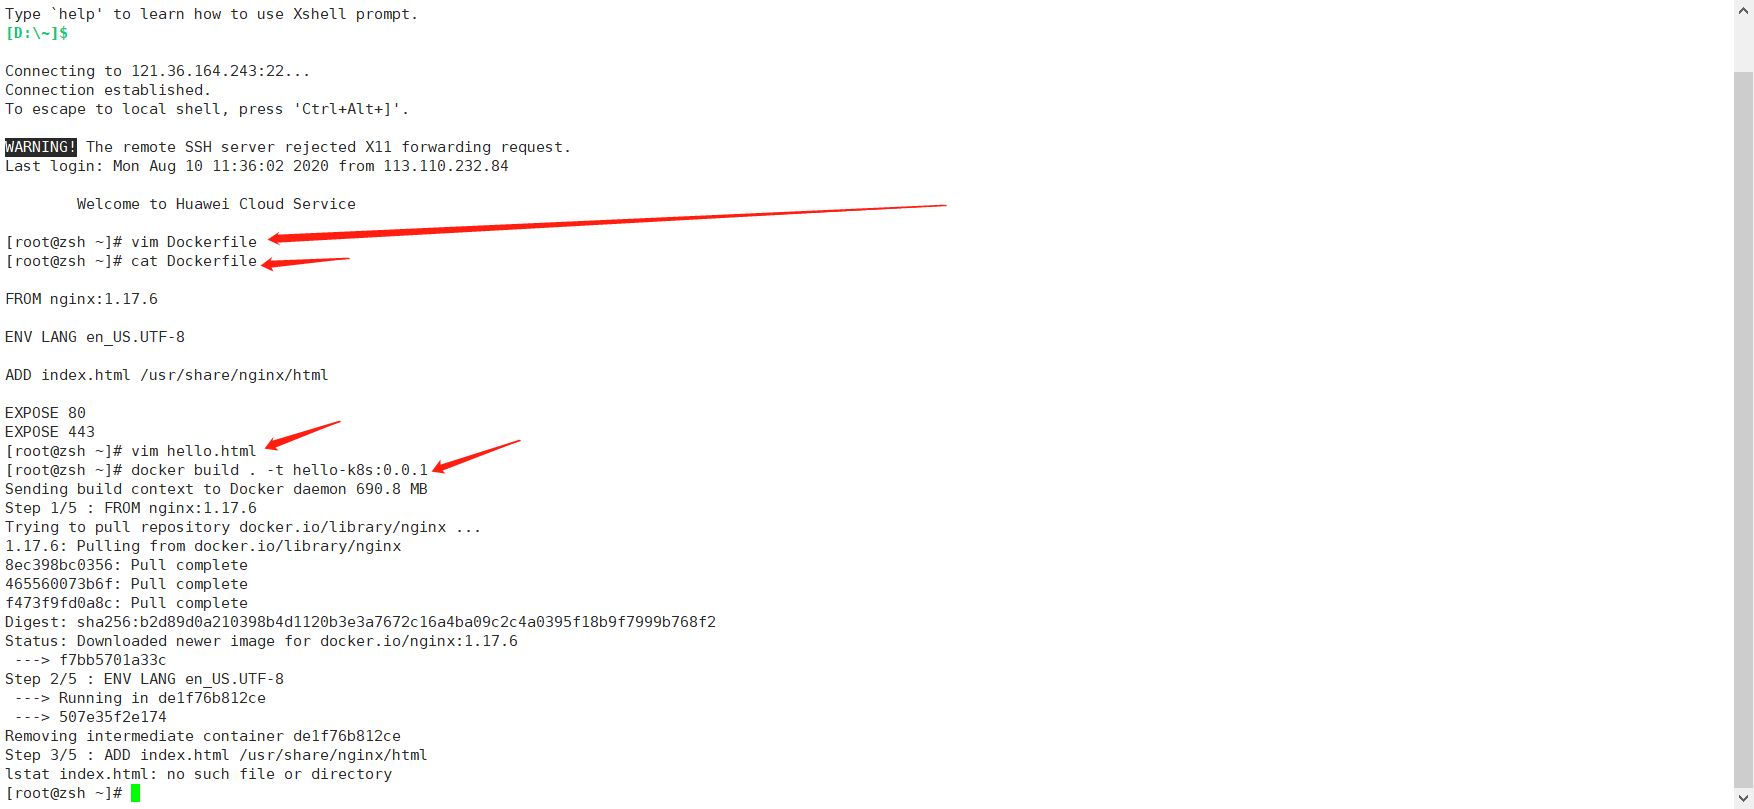 Type `help' to learn how to use Xshell prompt.
[D:\~]$
Connecting to 121.36.164.243:22...
Connection established.
To escape to local shell, press 'Ctrl+Alt+]'.
WARNING! The remote SSH server rejected X11 forwarding request.
Last login: Mon Aug 10 11:36:02 2020 from 113.110.232.84
Welcome to Huawei Cloud Service
[root@zsh ~]# vim Dockerfile
[root@zsh ~]# cat Dockerfile
FROM nginx:1.17.6
ENV LANG en_US.UTF-8
ADD index.html /usr/share/nginx/html
EXPOSE 80
EXPOSE 443
[root@zsh ~]# vim hello.html
[root@zsh ~]# docker build . -t hello-k8s:0.0.1
Sending build context to Docker daemon 690.8 MB
Step 1/5 : FROM nginx:1.17.6
Trying to pull repository docker.io/library/nginx ...
1.17.6: Pulling from docker.io/library/nginx
8ec398bc0356: Pull complete
465560073b6f: Pull complete
f473f9fd0a8c: Pull complete
Digest: sha256:b2d89d0a210398b4d1120b3e3a7672c16a4ba09c2c4a0395f18b9f7999b768f2
Status: Downloaded newer image for docker.io/nginx:1.17.6
---> f7bb5701a33c
Step 2/5 : ENV LANG en_US.UTF-8
---> Running in de1f76b812ce
---> 507e35f2e174
Removing intermediate container de1f76b812ce
Step 3/5 : ADD index.html /usr/share/nginx/html
lstat index.html: no such file or directory
[root@zsh ~]#